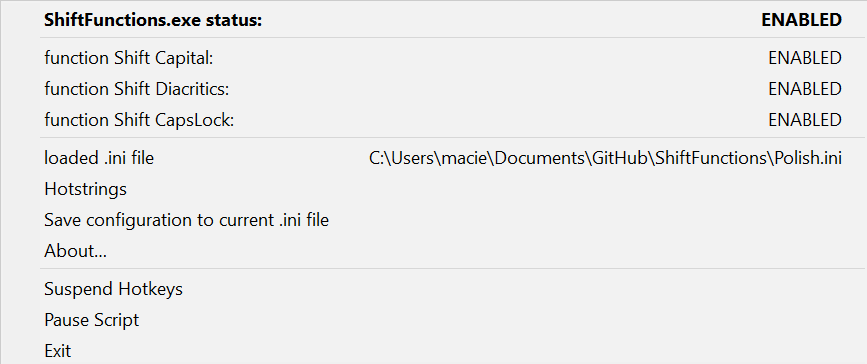 ShiftFunctions.exe status: ENABLED
function Shift Capital: ENABLED
function Shift Diacritics: ENABLED
function Shift CapsLock: ENABLED
loaded .ini file C:\Users\macie\Documents\GitHub\ShiftFunctions\Polish.ini
Hotstrings
Save configuration to current .ini file
About...
Suspend Hotkeys
Pause Script
Exit